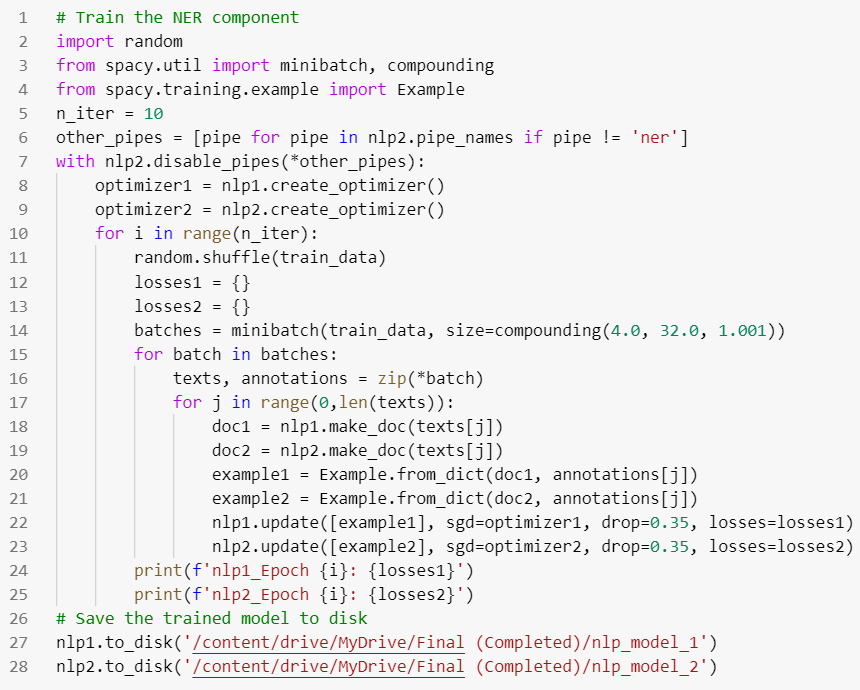 1 # Train the NER component
2 import random
3 from spacy.util import minibatch, compounding
4 from spacy.training.example import Example
5 n_iter = 10
6 other_pipes = [pipe for pipe in nlp2.pipe_names if pipe != 'ner']
7 with nlp2.disable_pipes(*other_pipes):
8     optimizer1 = nlp1.create_optimizer()
9     optimizer2 = nlp2.create_optimizer()
10     for i in range(n_iter):
11         random.shuffle(train_data)
12         losses1 = {}
13         losses2 = {}
14         batches = minibatch(train_data, size=compounding(4.0, 32.0, 1.001))
15         for batch in batches:
16             texts, annotations = zip(*batch)
17             for j in range(0,len(texts)):
18                 doc1 = nlp1.make_doc(texts[j])
19                 doc2 = nlp2.make_doc(texts[j])
20                 example1 = Example.from_dict(doc1, annotations[j])
21                 example2 = Example.from_dict(doc2, annotations[j])
22                 nlp1.update([example1], sgd=optimizer1, drop=0.35, losses=losses1)
23                 nlp2.update([example2], sgd=optimizer2, drop=0.35, losses=losses2)
24         print(f'nlp1_Epoch {i}: {losses1}')
25         print(f'nlp2_Epoch {i}: {losses2}')
26 # Save the trained model to disk
27 nlp1.to_disk('/content/drive/MyDrive/Final (Completed)/nlp_model_1')
28 nlp2.to_disk('/content/drive/MyDrive/Final (Completed)/nlp_model_2')